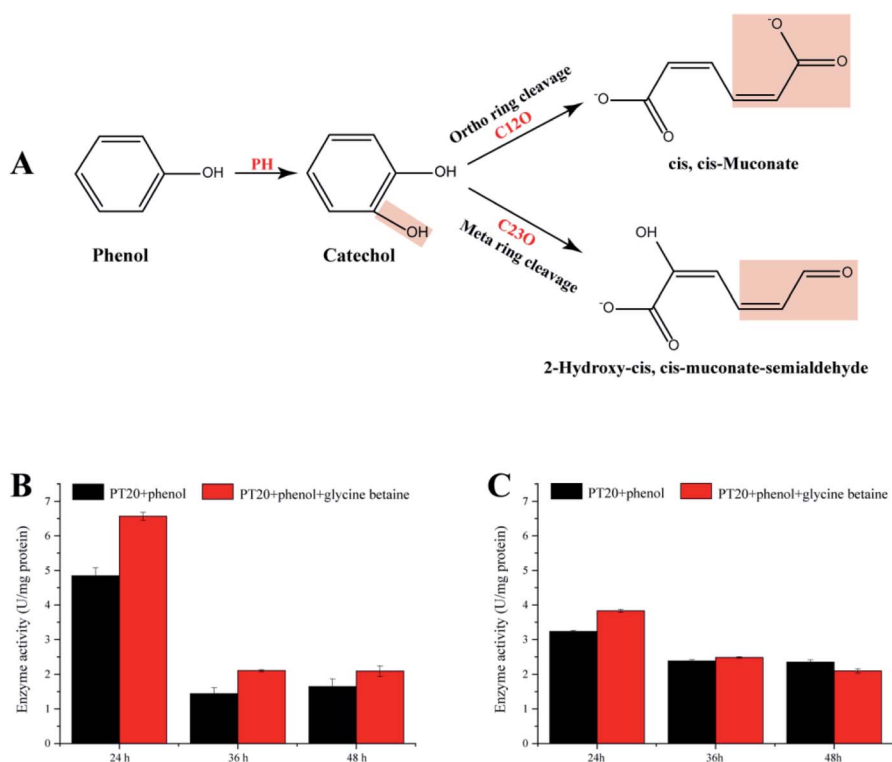 A
OH
Phenol
PH
OH
OH
Catechol
Ortho ring cleavage
C12O
C23O
Meta ring cleavage
-O
O
-O
O
cis, cis-Muconate
OH
O
-O
O
2-Hydroxy-cis, cis-muconate-semialdehyde
B
PT20+phenol
PT20+phenol+glycine betaine
Enzyme activity (U/mg protein)
7
6
5
4
3
2
1
0
24 h
36 h
48 h
C
PT20+phenol
PT20+phenol+glycine betaine
Enzyme activity (U/mg protein)
7
6
5
4
3
2
1
0
24h
36h
48h